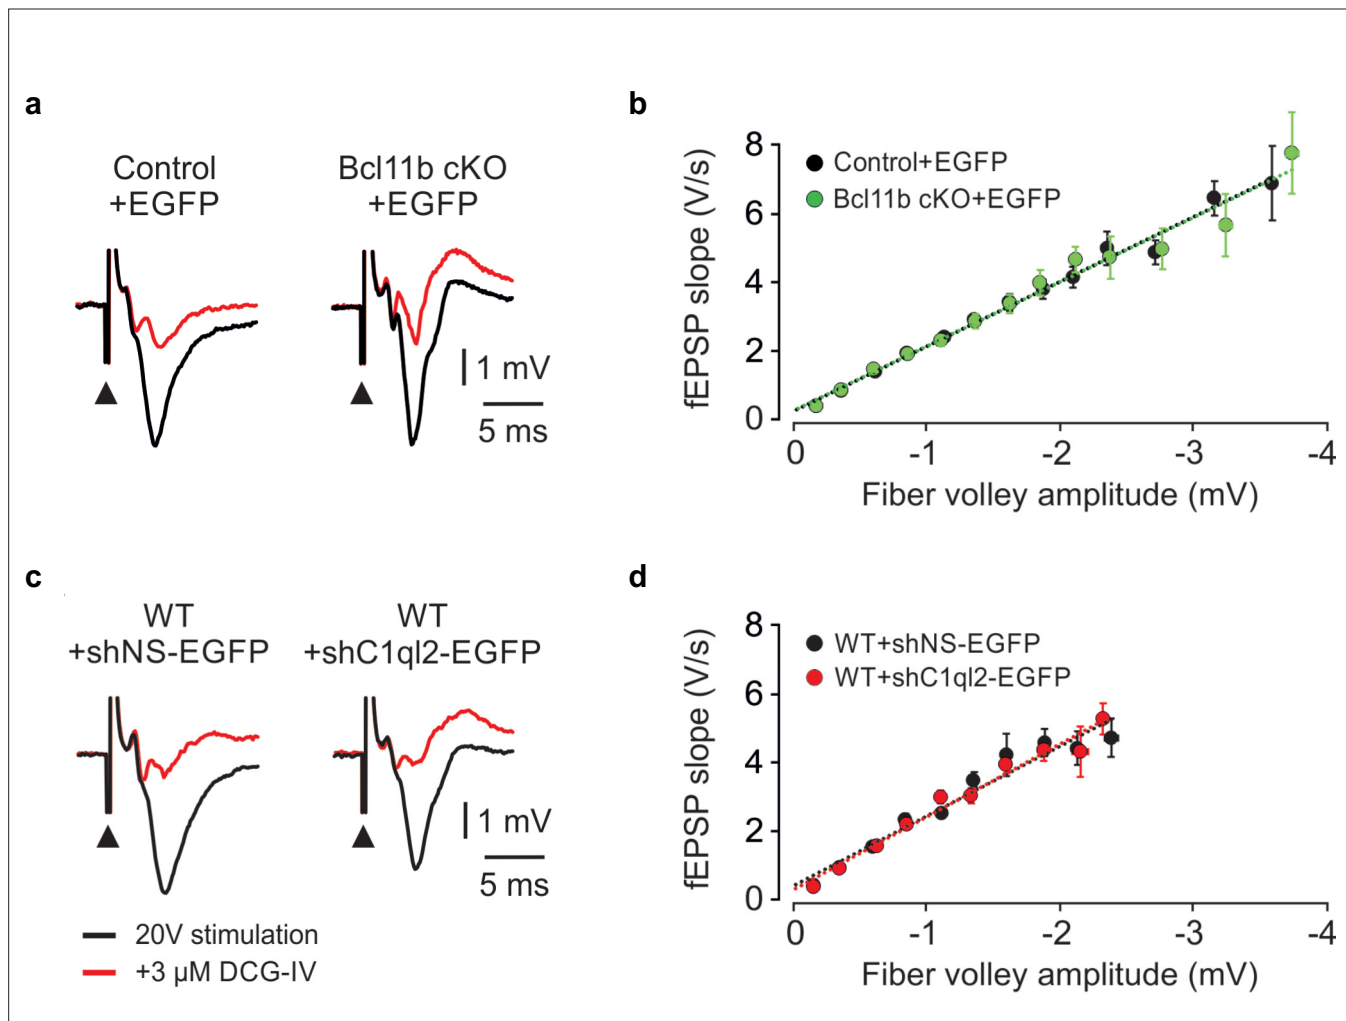 a
Control
+EGFP
Bcl11b cKO
+EGFP
1 mV
5 ms
b
8
6
4
2
0
fEPSP slope (V/s)
Control+EGFP
Bcl11b cKO+EGFP
0 -1 -2 -3 -4
Fiber volley amplitude (mV)
c
WT
+shNS-EGFP
WT
+shC1ql2-EGFP
1 mV
5 ms
20V stimulation
+3 µM DCG-IV
d
8
6
4
2
0
fEPSP slope (V/s)
WT+shNS-EGFP
WT+shC1ql2-EGFP
0 -1 -2 -3 -4
Fiber volley amplitude (mV)